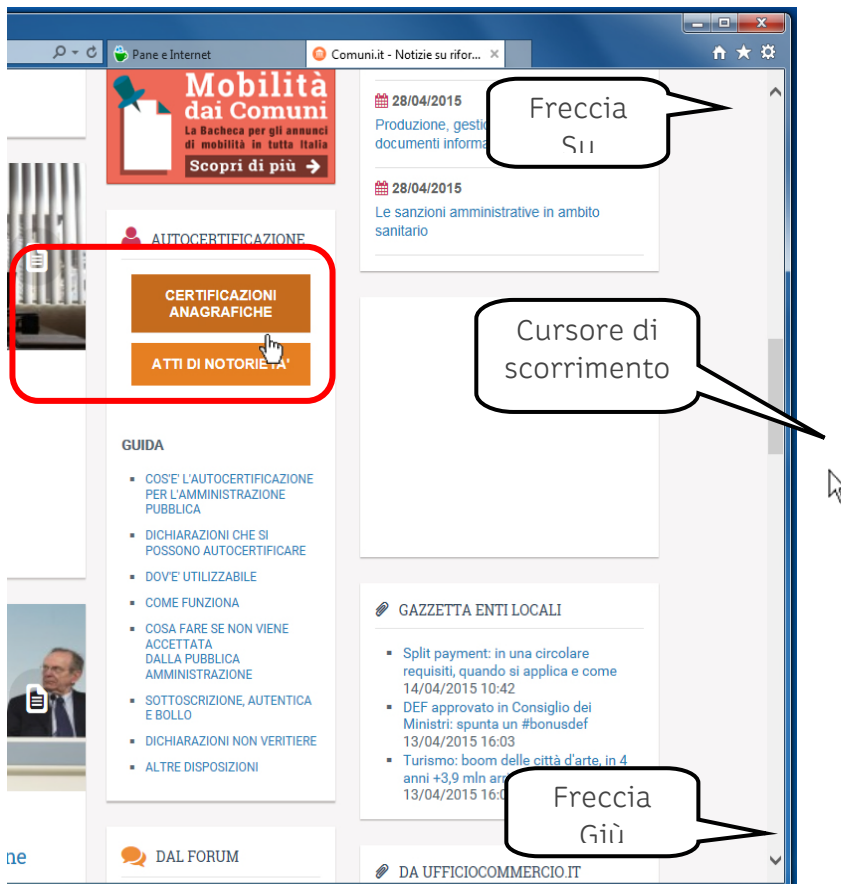 Pane e Internet
Comuni.it - Notizie su rifor...
Mobilità
dai Comuni
La Bacheca per gli annunci
di mobilità in tutta Italia
Scopri di più
AUTOCERTIFICAZIONE
CERTIFICAZIONI
ANAGRAFICHE
ATTI DI NOTORIETA'
GUIDA
COS'E' L'AUTOCERTIFICAZIONE
PER L'AMMINISTRAZIONE
PUBBLICA
DICHIARAZIONI CHE SI
POSSONO AUTOCERTIFICARE
DOV'E' UTILIZZABILE
COME FUNZIONA
COSA FARE SE NON VIENE
ACCETTATA
DALLA PUBBLICA
AMMINISTRAZIONE
SOTTOSCRIZIONE, AUTENTICA
E BOLLO
DICHIARAZIONI NON VERITIERE
ALTRE DISPOSIZIONI
DAL FORUM
ne
28/04/2015
Produzione,
documenti
28/04/2015
Le sanzioni amministrative in ambito
sanitario
Freccia
Su
Cursore di
scorrimento
GAZZETTA ENTI LOCALI
Split payment: in una circolare
requisiti, quando si applica e come
14/04/2015 10:42
DEF approvato in Consiglio dei
Ministri: spunta un #bonusdef
13/04/2015 16:03
Turismo: boom delle città d'arte, in 4
anni +3,9 mln
13/04/2015
Freccia
Giù
DA UFFICIOCOMMERCIO.IT